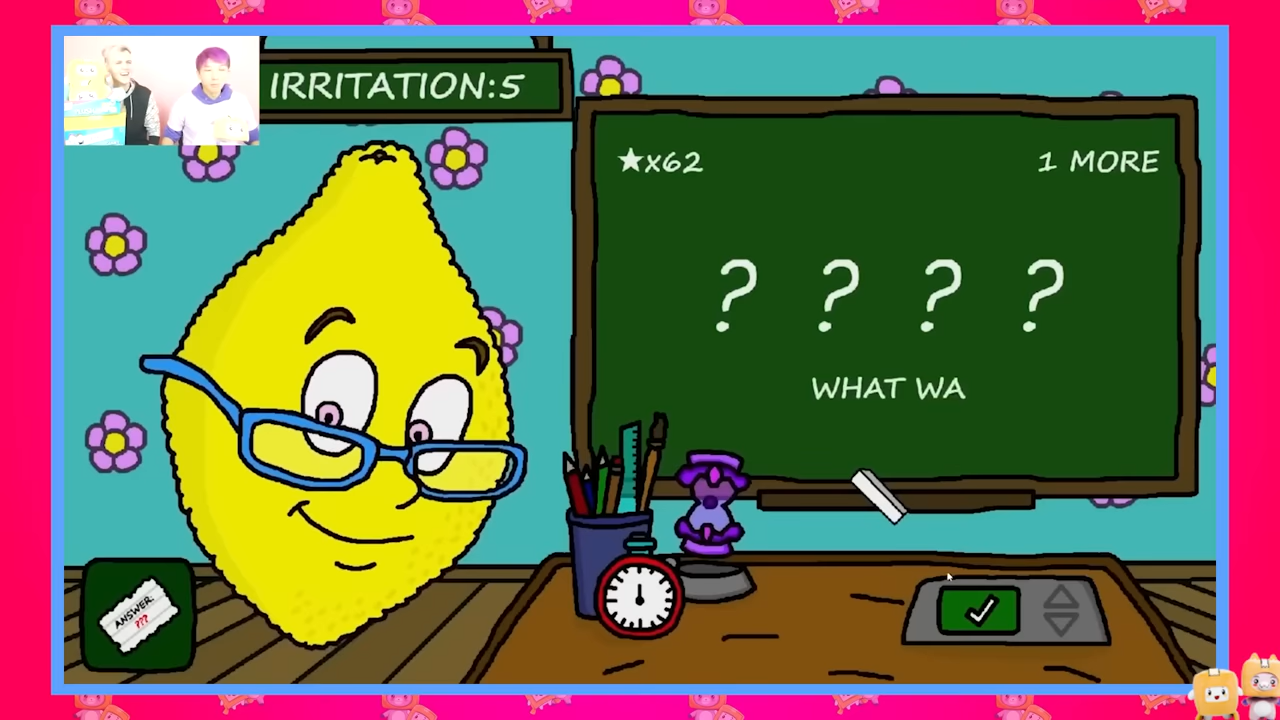 IRRITATION:5
★x62
1 MORE
? ? ? ?
WHAT WA
ANSWER:
???